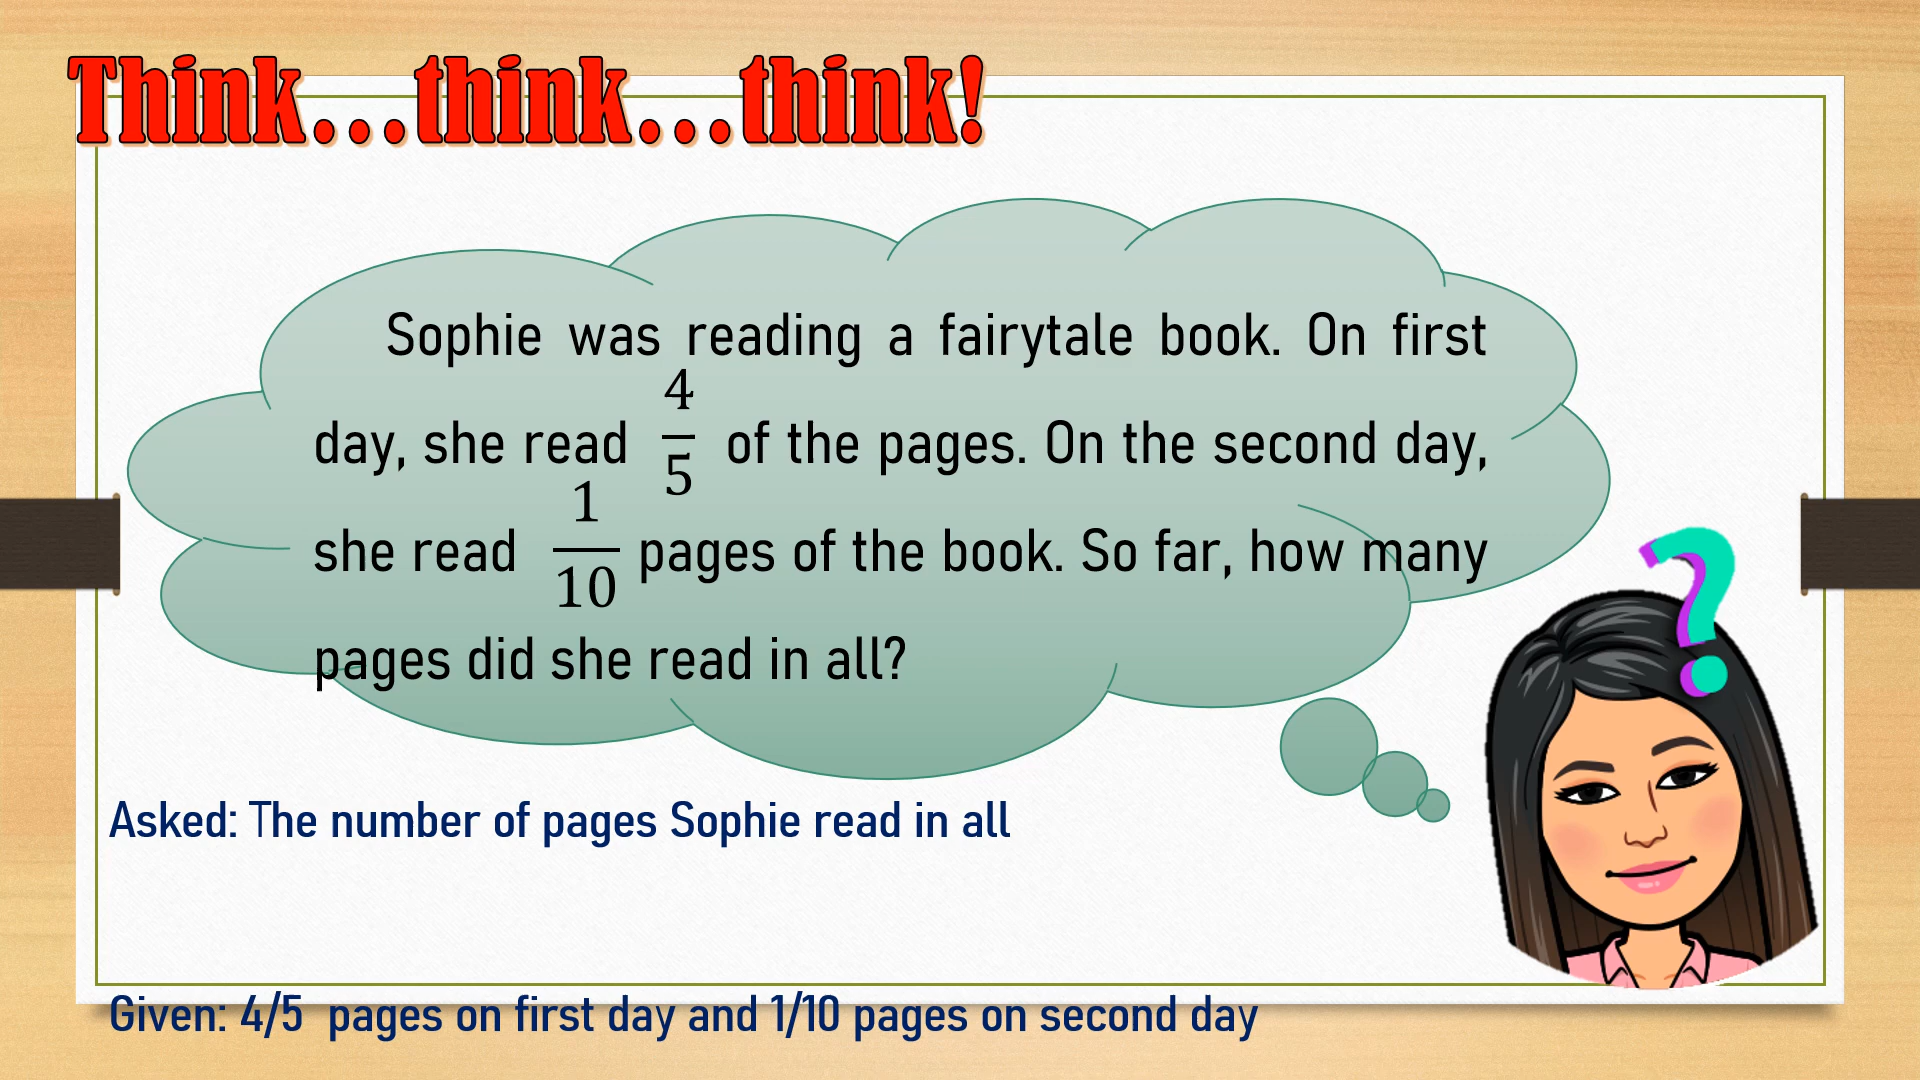 Think...think...think!
Sophie was reading a fairytale book. On first
day, she read 4/5 of the pages. On the second day,
she read 1/10 pages of the book. So far, how many
pages did she read in all?
?
Asked: The number of pages Sophie read in all
Given: 4/5 pages on first day and 1/10 pages on second day